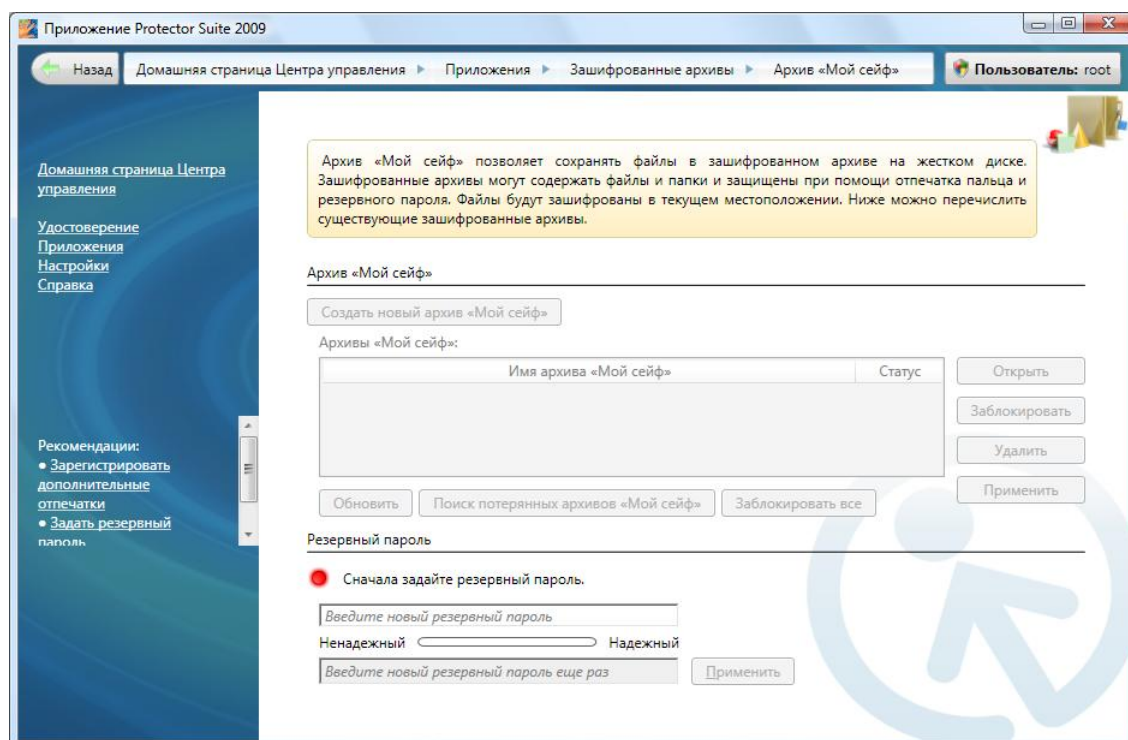 Приложение Protector Suite 2009
Назад
Домашняя страница Центра управления
Приложения
Зашифрованные архивы
Архив «Мой сейф»
Пользователь: root
Домашняя страница Центра
управления
Удостоверение
Приложения
Настройки
Справка
Рекомендации:
● Зарегистрировать
дополнительные
отпечатки
● Задать резервный
пароль
Архив «Мой сейф» позволяет сохранять файлы в зашифрованном архиве на жестком диске.
Зашифрованные архивы могут содержать файлы и папки и защищены при помощи отпечатка пальца и
резервного пароля. Файлы будут зашифрованы в текущем местоположении. Ниже можно перечислить
существующие зашифрованные архивы.
Архив «Мой сейф»
Создать новый архив «Мой сейф»
Архивы «Мой сейф»:
Имя архива «Мой сейф»
Статус
Открыть
Заблокировать
Удалить
Применить
Обновить
Поиск потерянных архивов «Мой сейф»
Заблокировать все
Резервный пароль
Сначала задайте резервный пароль.
Введите новый резервный пароль
Ненадежный
Надежный
Введите новый резервный пароль еще раз
Применить